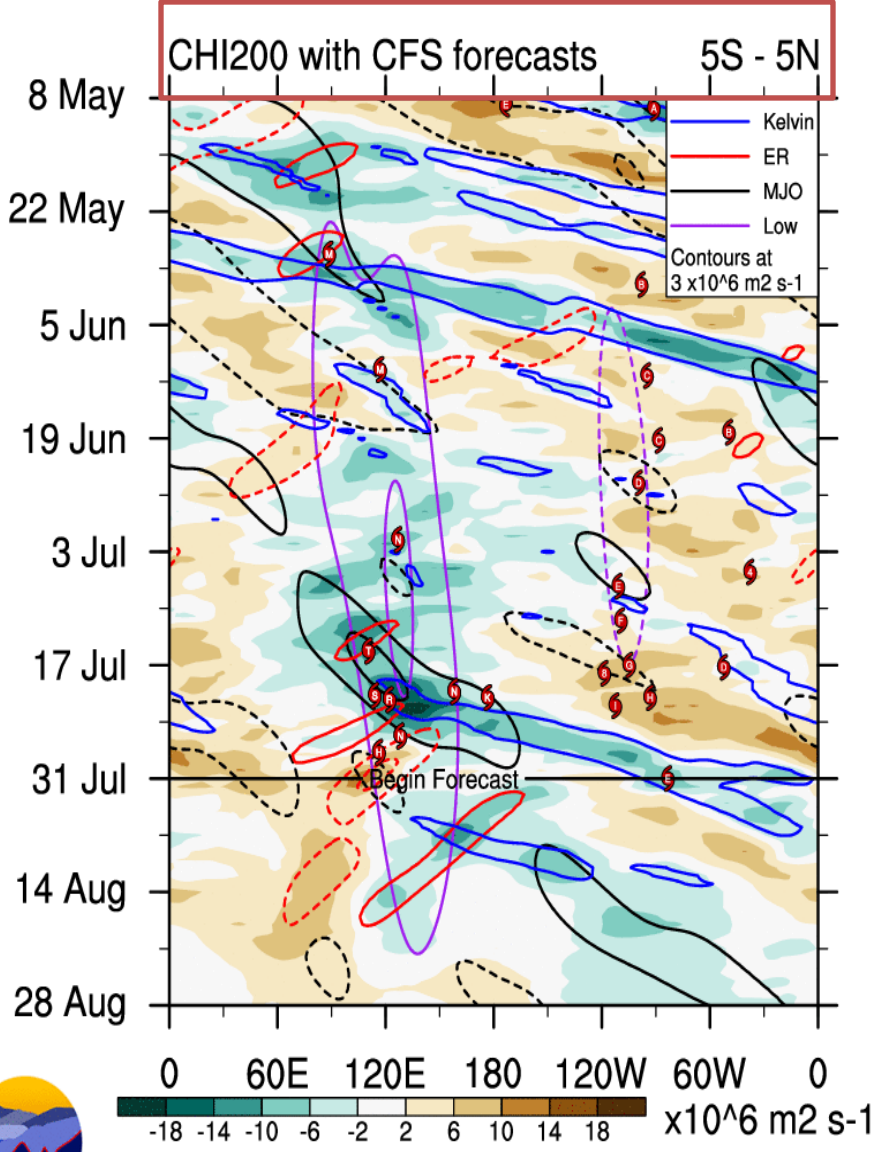 CHI200 with CFS forecasts 5S - 5N
8 May
22 May
5 Jun
19 Jun
3 Jul
17 Jul
31 Jul
14 Aug
28 Aug
Kelvin
ER
MJO
Low
Contours at
3 x10^6 m2 s-1
E
A
M
B
M
C
B
C
D
N
4
E
F
T
G
D
8
S
R
N
K
H
I
N
H
Begin Forecast
E
0 60E 120E 180 120W 60W 0
-18 -14 -10 -6 -2 2 6 10 14 18 x10^6 m2 s-1